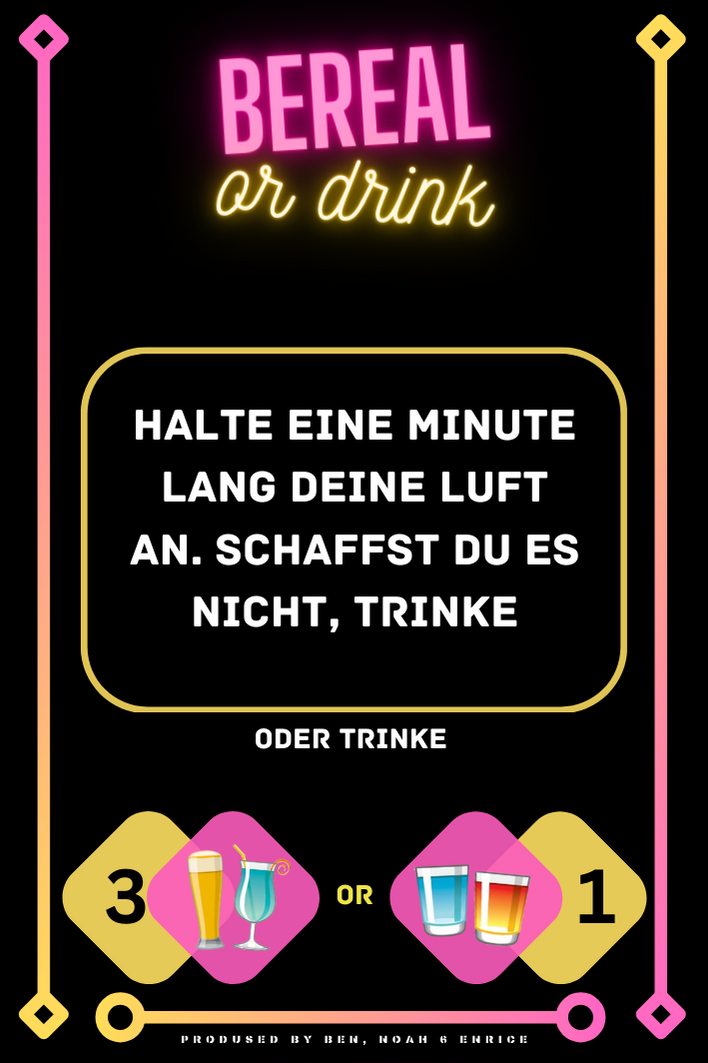 BEREAL
or drink
HALTE EINE MINUTE
LANG DEINE LUFT
AN. SCHAFFST DU ES
NICHT, TRINKE
ODER TRINKE
3 OR 1
PRODUSED BY BEN, NOAH 6 ENRICE